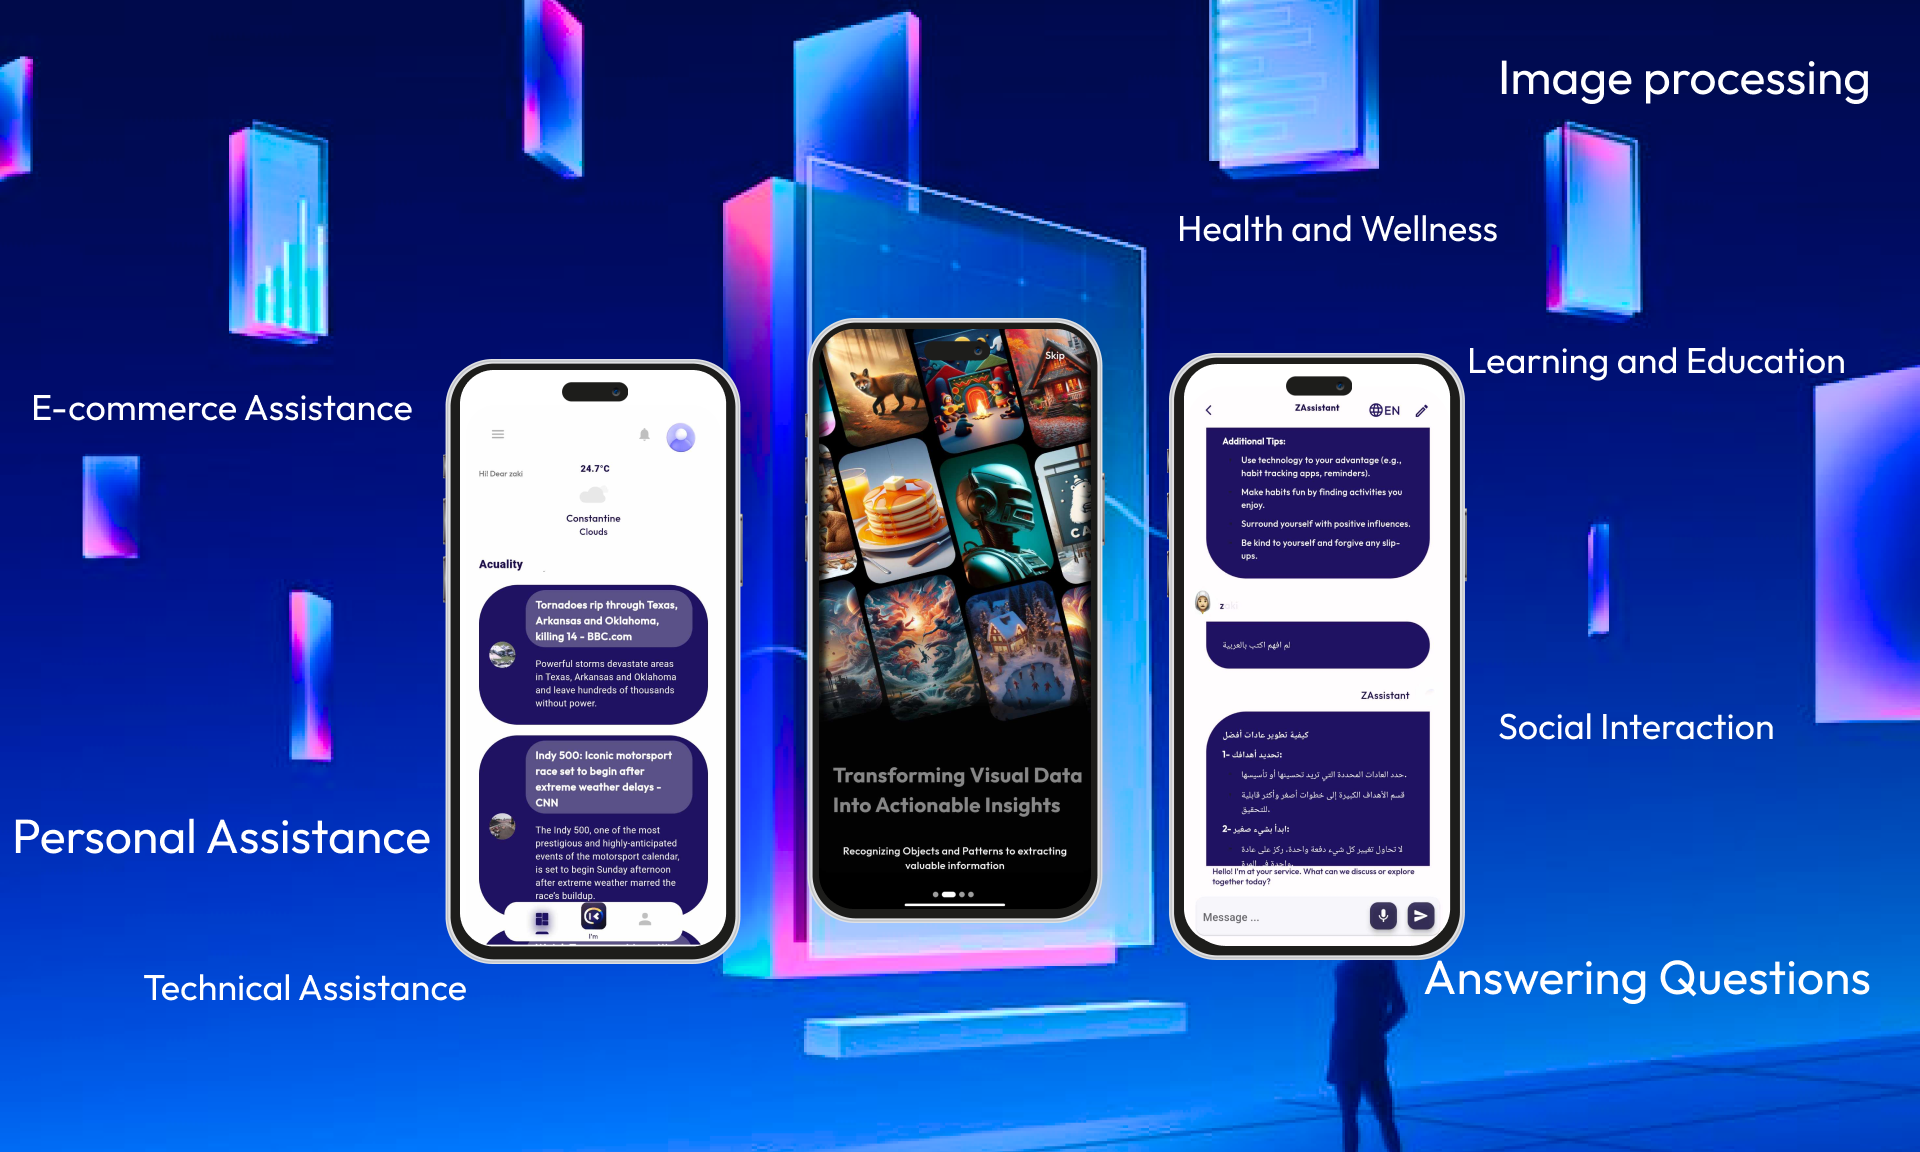 Image processing
Health and Wellness
Learning and Education
E-commerce Assistance
Social Interaction
Personal Assistance
Technical Assistance
Answering Questions
Hi! Dear zaki
24.7°C
Constantine
Clouds
Acuality
Tornadoes rip through Texas,
Arkansas and Oklahoma,
killing 14 - BBC.com
Powerful storms devastate areas
in Texas, Arkansas and Oklahoma
and leave hundreds of thousands
without power.
Indy 500: Iconic motorsport
race set to begin after
extreme weather delays -
CNN
The Indy 500, one of the most
prestigious and highly-anticipated
events of the motorsport calendar,
is set to begin Sunday afternoon
after extreme weather marred the
race's buildup.
I'm
Skip
CA
Transforming Visual Data
Into Actionable Insights
Recognizing Objects and Patterns to extracting
valuable information
ZAssistant
EN
Additional Tips:
Use technology to your advantage (e.g.,
habit tracking apps, reminders).
Make habits fun by finding activities you
enjoy.
Surround yourself with positive influences.
Be kind to yourself and forgive any slip-
ups.
zaki
لم افهم اكتب بالعربية
ZAssistant
كيفية تطوير عادات أفضل
1- تحديد أهدافك:
حدد العادات المحددة التي تريد تحسينها أو تأسيسها.
قسم الأهداف الكبيرة إلى خطوات أصغر وأكثر قابلية
للتحقيق.
2- ابدأ بشيء صغير:
لا تحاول تغيير كل شيء دفعة واحدة. ركز على عادة
واحدة في المرة.
Hello! I'm at your service. What can we discuss or explore
together today?
Message ...